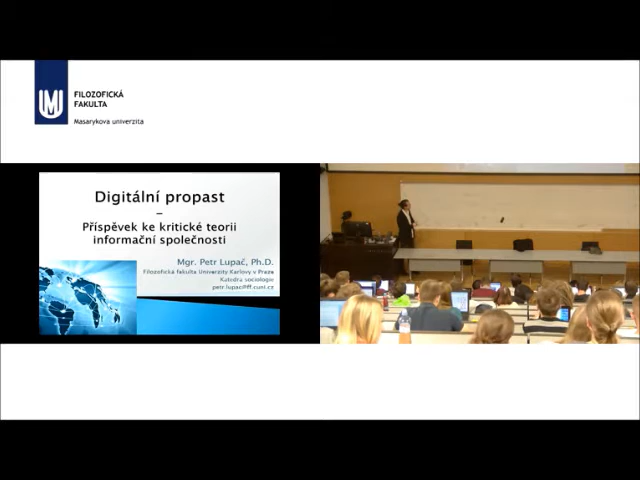 FILOZOFICKÁ
FAKULTA
Masarykova univerzita
Digitální propast
–
Příspěvek ke kritické teorii
informační společnosti
Mgr. Petr Lupač, Ph.D.
Filozofická fakulta Univerzity Karlovy v Praze
Katedra sociologie
petr.lupac@ff.cuni.cz